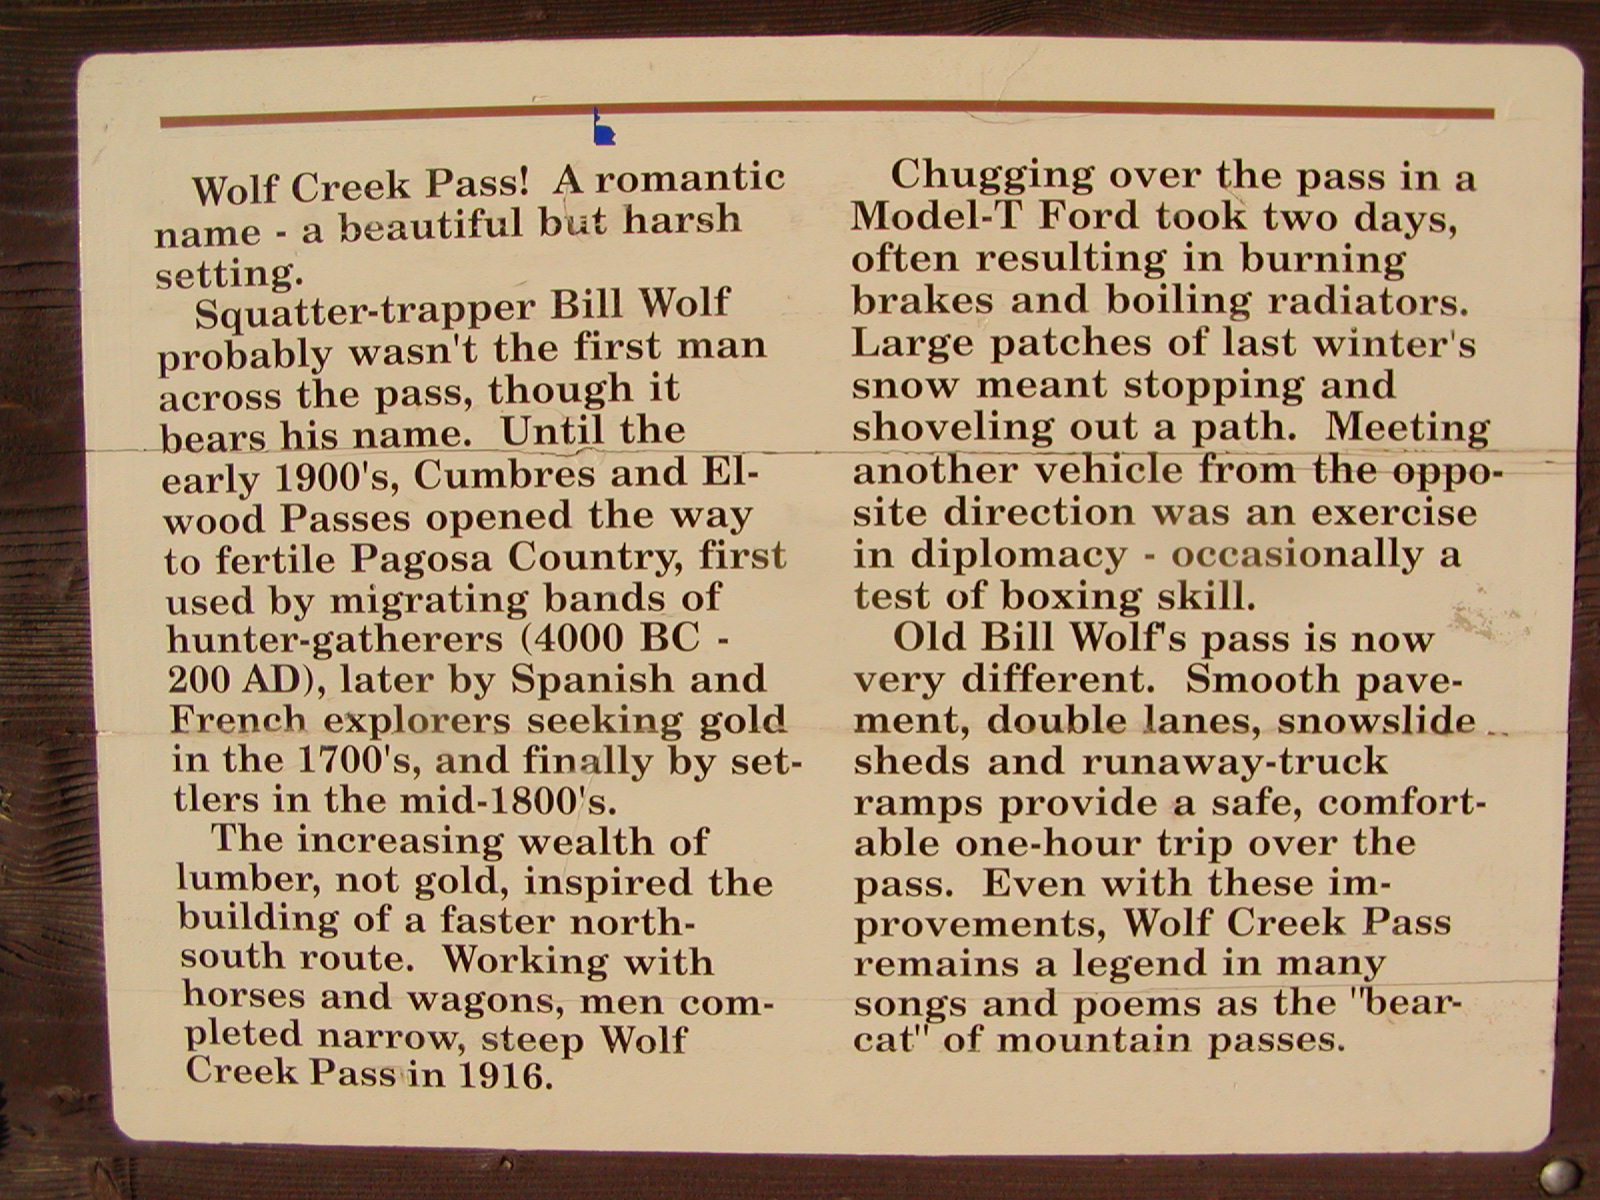 Wolf Creek Pass!  A romantic
name - a beautiful but harsh
setting.
Squatter-trapper Bill Wolf
probably wasn't the first man
across the pass, though it
bears his name.  Until the
early 1900's, Cumbres and El-
wood Passes opened the way
to fertile Pagosa Country, first
used by migrating bands of
hunter-gatherers (4000 BC -
200 AD), later by Spanish and
French explorers seeking gold
in the 1700's, and finally by set-
tlers in the mid-1800's.
The increasing wealth of
lumber, not gold, inspired the
building of a faster north-
south route.  Working with
horses and wagons, men com-
pleted narrow, steep Wolf
Creek Pass in 1916.
Chugging over the pass in a
Model-T Ford took two days,
often resulting in burning
brakes and boiling radiators.
Large patches of last winter's
snow meant stopping and
shoveling out a path.  Meeting
another vehicle from the oppo-
site direction was an exercise
in diplomacy - occasionally a
test of boxing skill.
Old Bill Wolf's pass is now
very different.  Smooth pave-
ment, double lanes, snowslide
sheds and runaway-truck
ramps provide a safe, comfort-
able one-hour trip over the
pass.  Even with these im-
provements, Wolf Creek Pass
remains a legend in many
songs and poems as the "bear-
cat" of mountain passes.